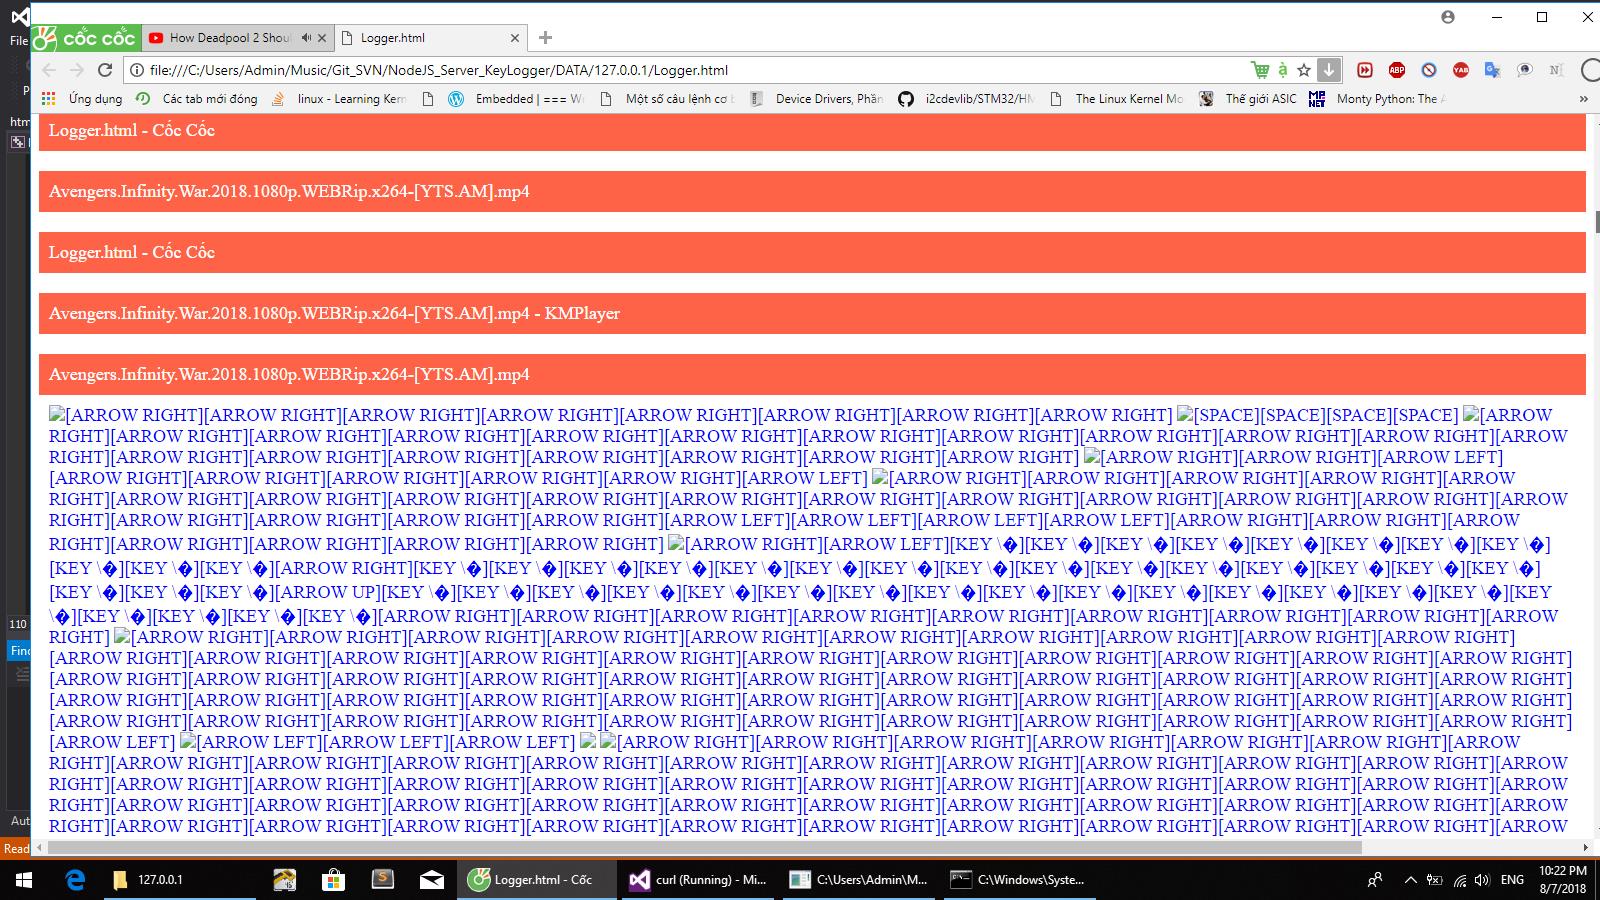 File
cốc cốc
How Deadpool 2 Shoul
Logger.html
file:///C:/Users/Admin/Music/Git_SVN/NodeJS_Server_KeyLogger/DATA/127.0.0.1/Logger.html
ABP
YAB
Ứng dụng Các tab mới đóng linux - Learning Kern Embedded | === W Một số câu lệnh cơ b Device Drivers, Phần i2cdevlib/STM32/HM The Linux Kernel Mo Thế giới ASIC Monty Python: The A »
Logger.html - Cốc Cốc
Avengers.Infinity.War.2018.1080p.WEBRip.x264-[YTS.AM].mp4
Logger.html - Cốc Cốc
Avengers.Infinity.War.2018.1080p.WEBRip.x264-[YTS.AM].mp4 - KMPlayer
Avengers.Infinity.War.2018.1080p.WEBRip.x264-[YTS.AM].mp4
[ARROW RIGHT][ARROW RIGHT][ARROW RIGHT][ARROW RIGHT][ARROW RIGHT][ARROW RIGHT][ARROW RIGHT][ARROW RIGHT] [SPACE][SPACE][SPACE][SPACE] [ARROW
RIGHT][ARROW RIGHT][ARROW RIGHT][ARROW RIGHT][ARROW RIGHT][ARROW RIGHT][ARROW RIGHT][ARROW RIGHT][ARROW RIGHT][ARROW RIGHT][ARROW RIGHT][ARROW
RIGHT][ARROW RIGHT][ARROW RIGHT][ARROW RIGHT][ARROW RIGHT][ARROW RIGHT][ARROW RIGHT][ARROW RIGHT] [ARROW RIGHT][ARROW RIGHT][ARROW LEFT]
[ARROW RIGHT][ARROW RIGHT][ARROW RIGHT][ARROW RIGHT][ARROW RIGHT][ARROW LEFT] [ARROW RIGHT][ARROW RIGHT][ARROW RIGHT][ARROW RIGHT][ARROW
RIGHT][ARROW RIGHT][ARROW RIGHT][ARROW RIGHT][ARROW RIGHT][ARROW RIGHT][ARROW RIGHT][ARROW RIGHT][ARROW RIGHT][ARROW RIGHT][ARROW RIGHT][ARROW
RIGHT][ARROW RIGHT][ARROW RIGHT][ARROW RIGHT][ARROW RIGHT][ARROW LEFT][ARROW LEFT][ARROW LEFT][ARROW LEFT][ARROW RIGHT][ARROW RIGHT][ARROW
RIGHT][ARROW RIGHT][ARROW RIGHT][ARROW RIGHT][ARROW RIGHT] [ARROW RIGHT][ARROW LEFT][KEY \�][KEY \�][KEY \�][KEY \�][KEY \�][KEY \�][KEY \�][KEY \�]
[KEY \�][KEY \�][KEY \�][ARROW RIGHT][KEY \�][KEY \�][KEY \�][KEY \�][KEY \�][KEY \�][KEY \�][KEY \�][KEY \�][KEY \�][KEY \�][KEY \�][KEY \�][KEY \�][KEY \�]
[KEY \�][KEY \�][KEY \�][ARROW UP][KEY \�][KEY \�][KEY \�][KEY \�][KEY \�][KEY \�][KEY \�][KEY \�][KEY \�][KEY \�][KEY \�][KEY \�][KEY \�][KEY \�][KEY \�][KEY
\�][KEY \�][KEY \�][KEY \�][KEY \�][ARROW RIGHT][ARROW RIGHT][ARROW RIGHT][ARROW RIGHT][ARROW RIGHT][ARROW RIGHT][ARROW RIGHT][ARROW RIGHT][ARROW
RIGHT] [ARROW RIGHT][ARROW RIGHT][ARROW RIGHT][ARROW RIGHT][ARROW RIGHT][ARROW RIGHT][ARROW RIGHT][ARROW RIGHT][ARROW RIGHT][ARROW RIGHT]
[ARROW RIGHT][ARROW RIGHT][ARROW RIGHT][ARROW RIGHT][ARROW RIGHT][ARROW RIGHT][ARROW RIGHT][ARROW RIGHT][ARROW RIGHT][ARROW RIGHT][ARROW RIGHT]
[ARROW RIGHT][ARROW RIGHT][ARROW RIGHT][ARROW RIGHT][ARROW RIGHT][ARROW RIGHT][ARROW RIGHT][ARROW RIGHT][ARROW RIGHT][ARROW RIGHT][ARROW RIGHT]
[ARROW RIGHT][ARROW RIGHT][ARROW RIGHT][ARROW RIGHT][ARROW RIGHT][ARROW RIGHT][ARROW RIGHT][ARROW RIGHT][ARROW RIGHT][ARROW RIGHT][ARROW RIGHT]
[ARROW RIGHT][ARROW RIGHT][ARROW RIGHT][ARROW RIGHT][ARROW RIGHT][ARROW RIGHT][ARROW RIGHT][ARROW RIGHT][ARROW RIGHT][ARROW RIGHT][ARROW RIGHT]
[ARROW LEFT] [ARROW LEFT][ARROW LEFT][ARROW LEFT] [ARROW RIGHT][ARROW RIGHT][ARROW RIGHT][ARROW RIGHT][ARROW RIGHT][ARROW RIGHT][ARROW
RIGHT][ARROW RIGHT][ARROW RIGHT][ARROW RIGHT][ARROW RIGHT][ARROW RIGHT][ARROW RIGHT][ARROW RIGHT][ARROW RIGHT][ARROW RIGHT][ARROW RIGHT][ARROW
RIGHT][ARROW RIGHT][ARROW RIGHT][ARROW RIGHT][ARROW RIGHT][ARROW RIGHT][ARROW RIGHT][ARROW RIGHT][ARROW RIGHT][ARROW RIGHT][ARROW RIGHT][ARROW
RIGHT][ARROW RIGHT][ARROW RIGHT][ARROW RIGHT][ARROW RIGHT][ARROW RIGHT][ARROW RIGHT][ARROW RIGHT][ARROW RIGHT][ARROW RIGHT][ARROW RIGHT][ARROW
RIGHT][ARROW RIGHT][ARROW RIGHT][ARROW RIGHT][ARROW RIGHT][ARROW RIGHT][ARROW RIGHT][ARROW RIGHT][ARROW RIGHT][ARROW RIGHT][ARROW RIGHT][ARROW
htm
110
Find
Aut
Read
127.0.0.1
Logger.html - Cốc
curl (Running) - Mi...
C:\Users\Admin\M...
C:\Windows\Syste...
ENG
10:22 PM
8/7/2018